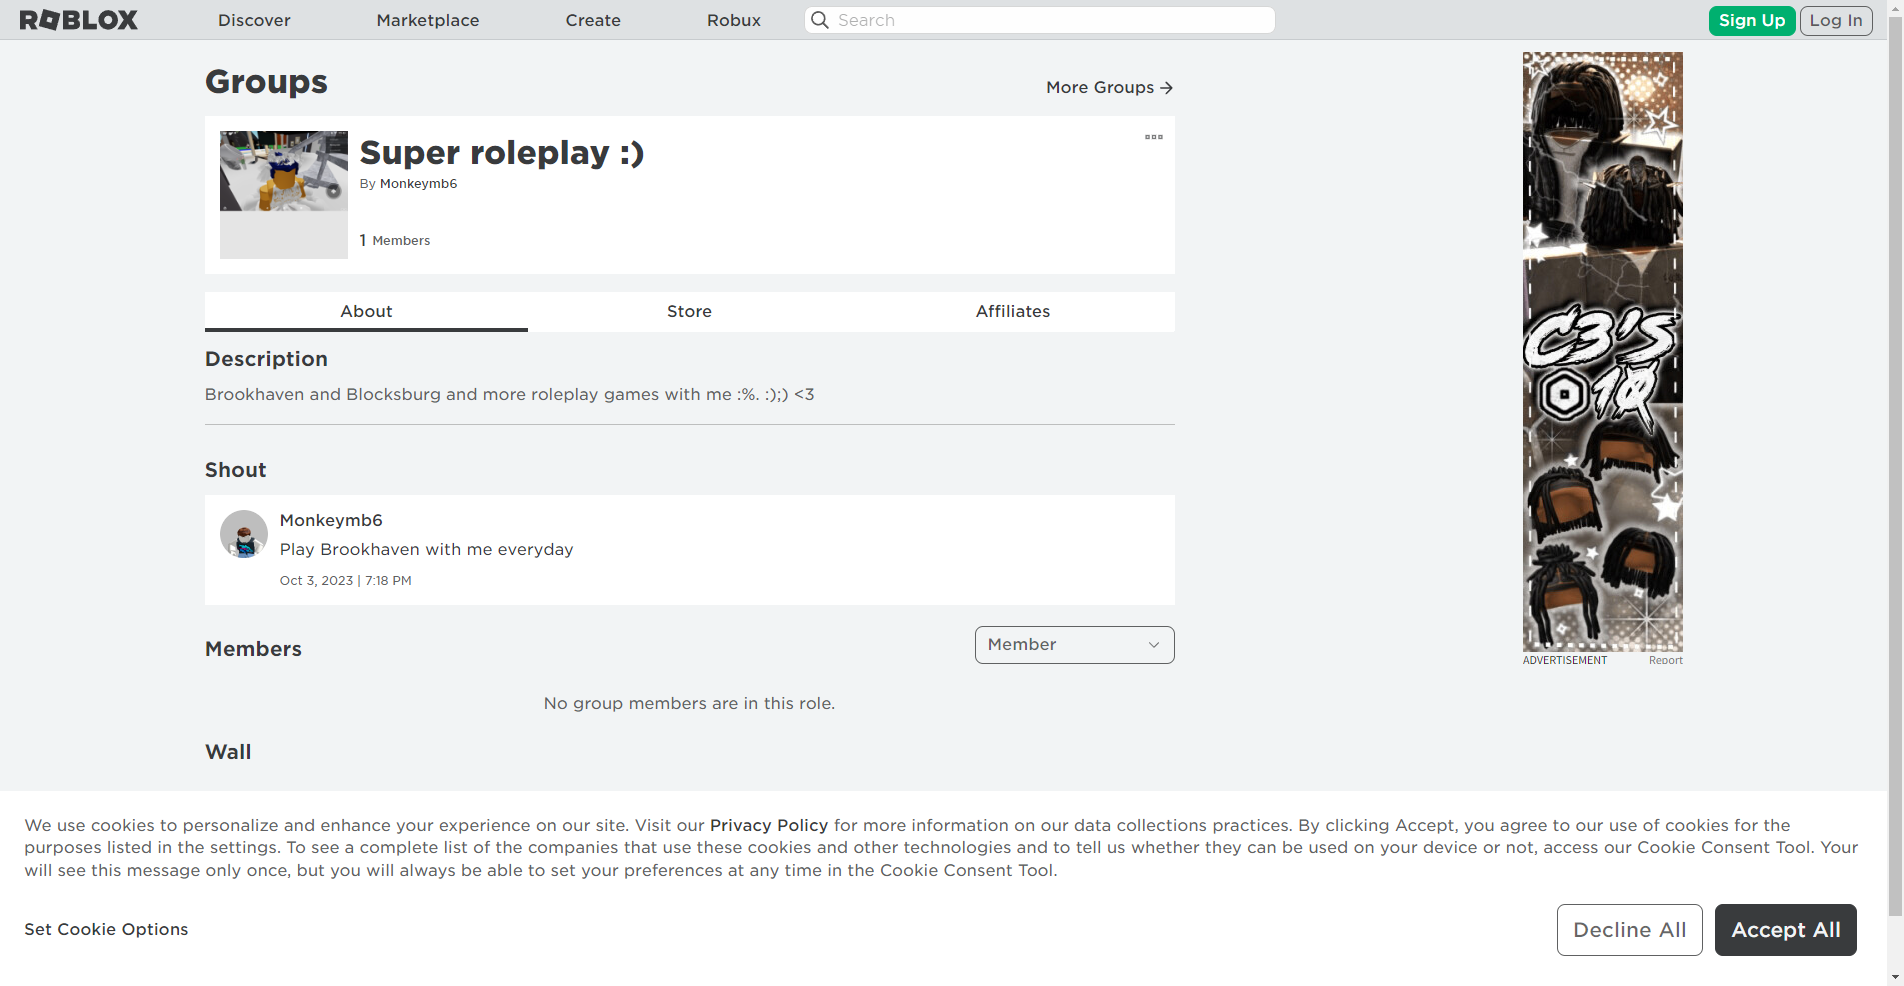 ROBLOX
Discover
Marketplace
Create
Robux
Search
Sign Up
Log In
Groups
More Groups →
Super roleplay :)
By Monkeymb6
1 Members
About
Store
Affiliates
Description
Brookhaven and Blocksburg and more roleplay games with me :%. :);) <3
Shout
Monkeymb6
Play Brookhaven with me everyday
Oct 3, 2023 | 7:18 PM
Members
Member
No group members are in this role.
Wall
C3'S
10
ADVERTISEMENT
Report
We use cookies to personalize and enhance your experience on our site. Visit our Privacy Policy for more information on our data collections practices. By clicking Accept, you agree to our use of cookies for the
purposes listed in the settings. To see a complete list of the companies that use these cookies and other technologies and to tell us whether they can be used on your device or not, access our Cookie Consent Tool. Your
will see this message only once, but you will always be able to set your preferences at any time in the Cookie Consent Tool.
Set Cookie Options
Decline All
Accept All